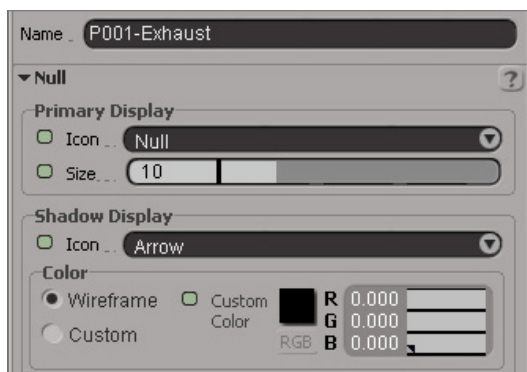 Name P001-Exhaust
Null ?
Primary Display
Icon Null
Size 10
Shadow Display
Icon Arrow
Color
Wireframe Custom Color R 0.000
G 0.000
Custom RGB B 0.000